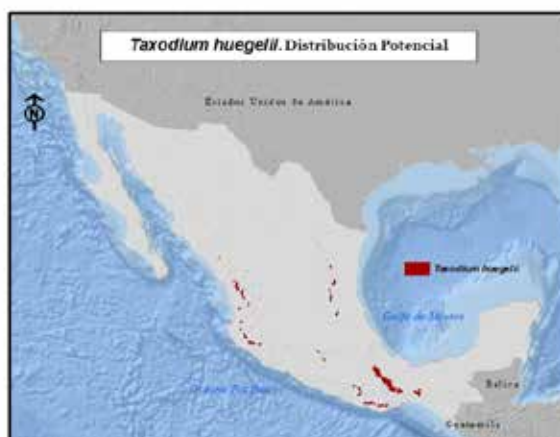 Taxodium huegelii. Distribución Potencial
Estados Unidos de América
N
Taxodium huegelii
Golfo de México
Belice
Guatemala